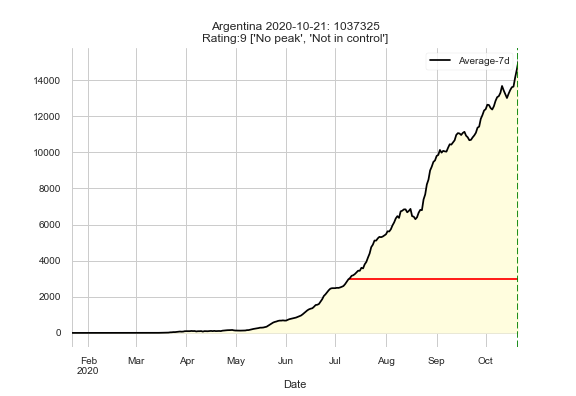 Argentina 2020-10-21: 1037325
Rating:9 ['No peak', 'Not in control']
Average-7d
14000
12000
10000
8000
6000
4000
2000
0
Feb Mar Apr May Jun Jul Aug Sep Oct
2020
Date